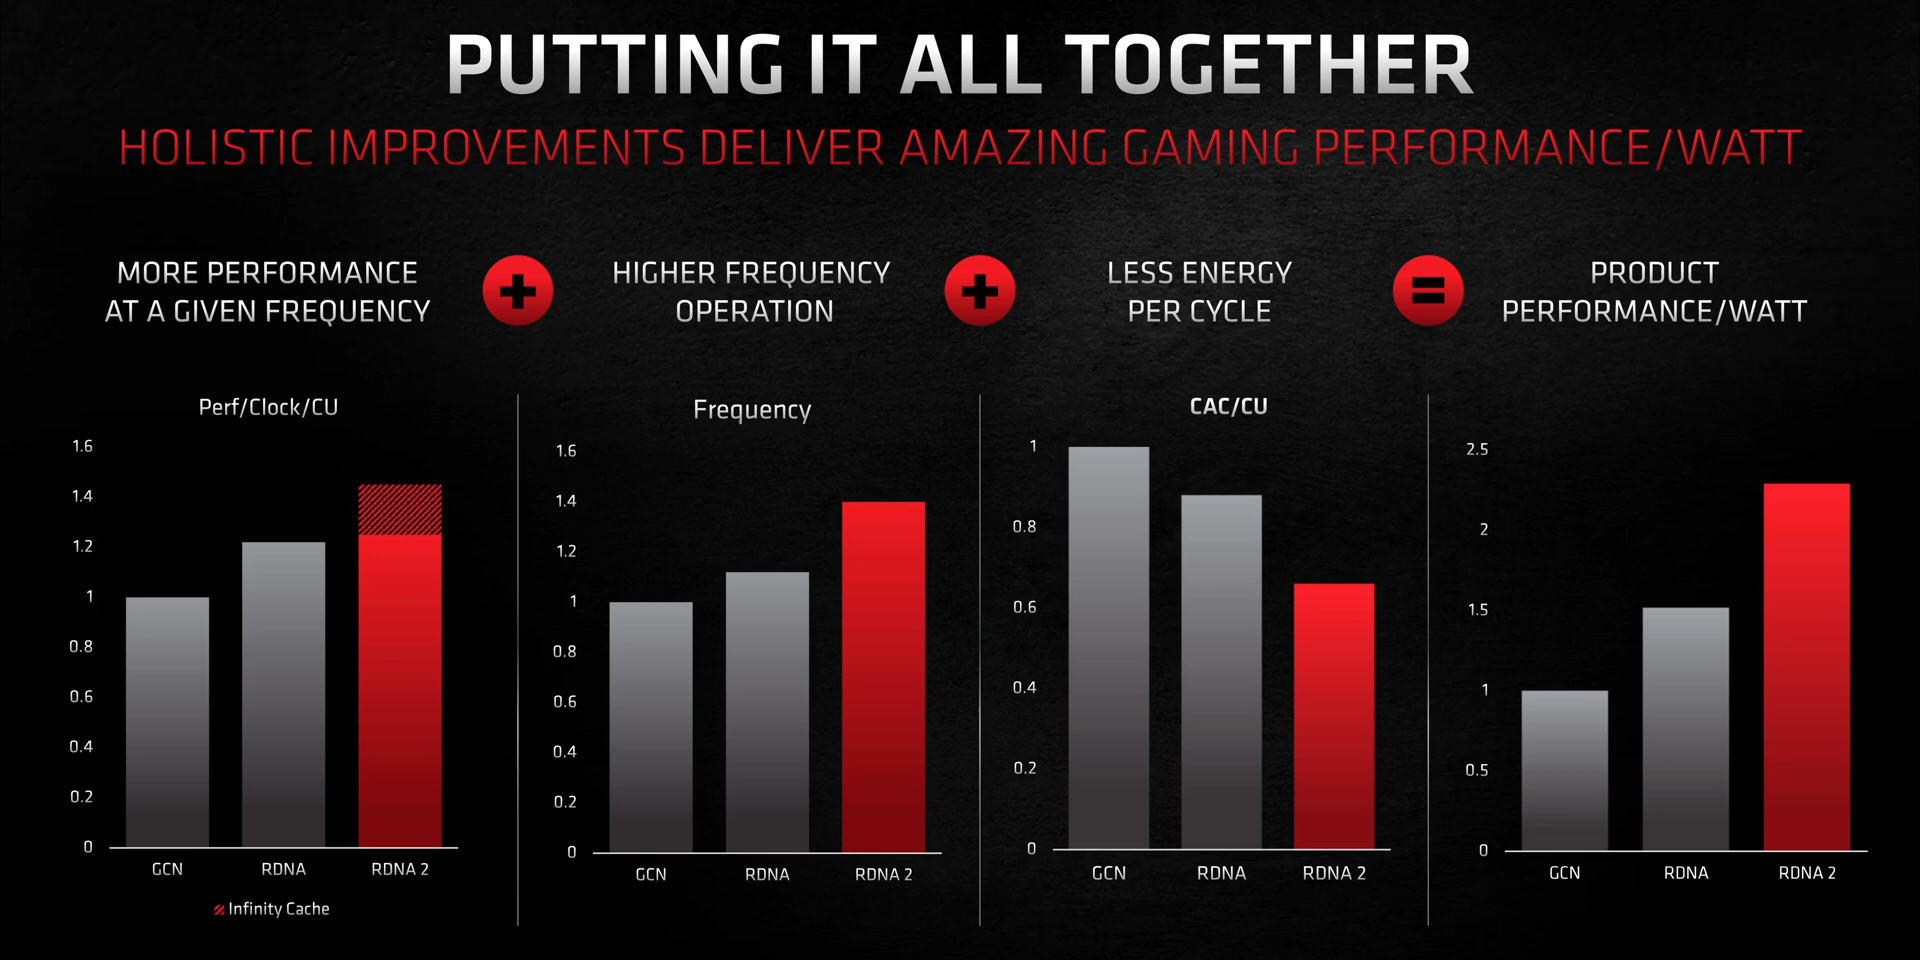 PUTTING IT ALL TOGETHER
HOLISTIC IMPROVEMENTS DELIVER AMAZING GAMING PERFORMANCE/WATT
MORE PERFORMANCE
AT A GIVEN FREQUENCY
HIGHER FREQUENCY
OPERATION
LESS ENERGY
PER CYCLE
PRODUCT
PERFORMANCE/WATT
Perf/Clock/CU
1.6
1.4
1.2
1
0.8
0.6
0.4
0.2
0
GCN RDNA RDNA 2
Infinity Cache
Frequency
1.6
1.4
1.2
1
0.8
0.6
0.4
0.2
0
GCN RDNA RDNA 2
CAC/CU
1
0.8
0.6
0.4
0.2
0
GCN RDNA RDNA 2
2.5
2
1.5
1
0.5
0
GCN RDNA RDNA 2